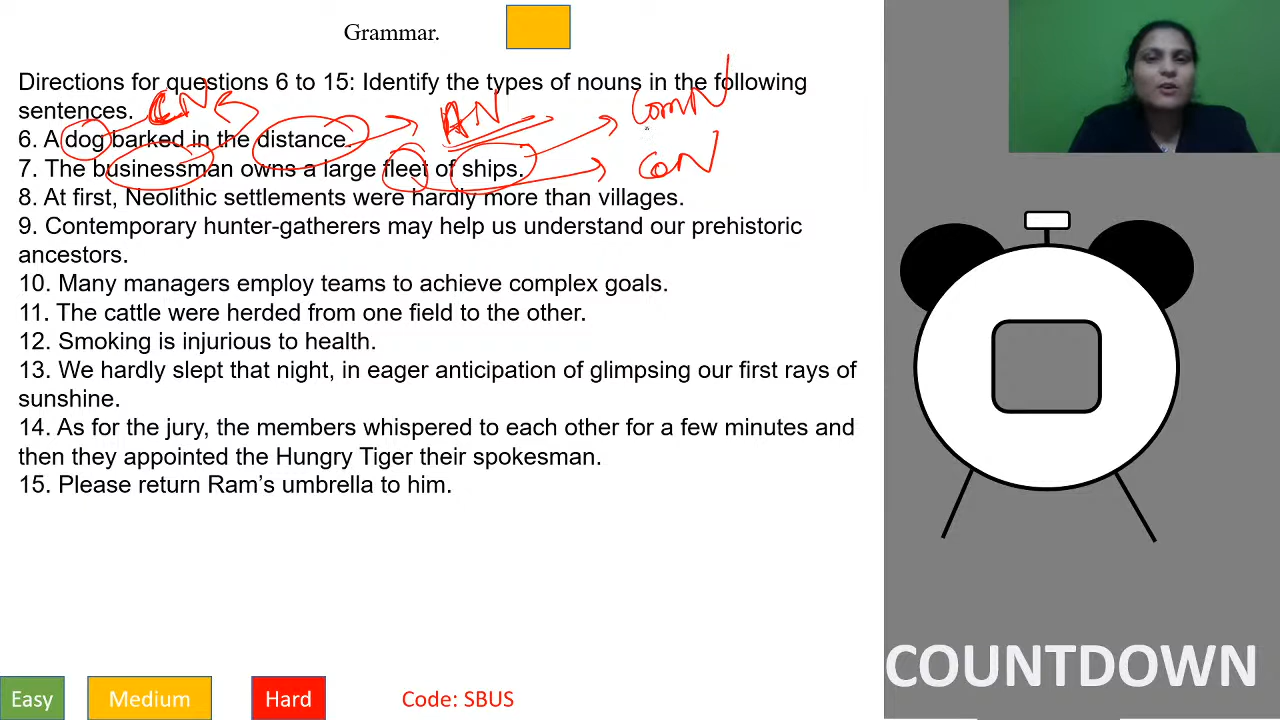 Grammar.
Directions for questions 6 to 15: Identify the types of nouns in the following
sentences.
CNS
AN
ComN
6. A dog barked in the distance.
7. The businessman owns a large fleet of ships.
CoN
8. At first, Neolithic settlements were hardly more than villages.
9. Contemporary hunter-gatherers may help us understand our prehistoric
ancestors.
10. Many managers employ teams to achieve complex goals.
11. The cattle were herded from one field to the other.
12. Smoking is injurious to health.
13. We hardly slept that night, in eager anticipation of glimpsing our first rays of
sunshine.
14. As for the jury, the members whispered to each other for a few minutes and
then they appointed the Hungry Tiger their spokesman.
15. Please return Ram’s umbrella to him.
COUNTDOWN
Easy
Medium
Hard
Code: SBUS